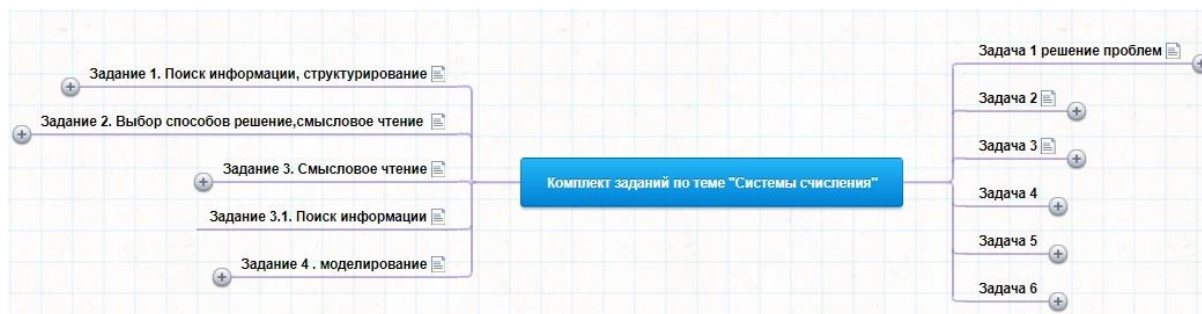 Задание 1. Поиск информации, структурирование
Задание 2. Выбор способов решение,смысловое чтение
Задание 3. Смысловое чтение
Задание 3.1. Поиск информации
Задание 4 . моделирование
Комплект заданий по теме "Системы счисления"
Задача 1 решение проблем
Задача 2
Задача 3
Задача 4
Задача 5
Задача 6